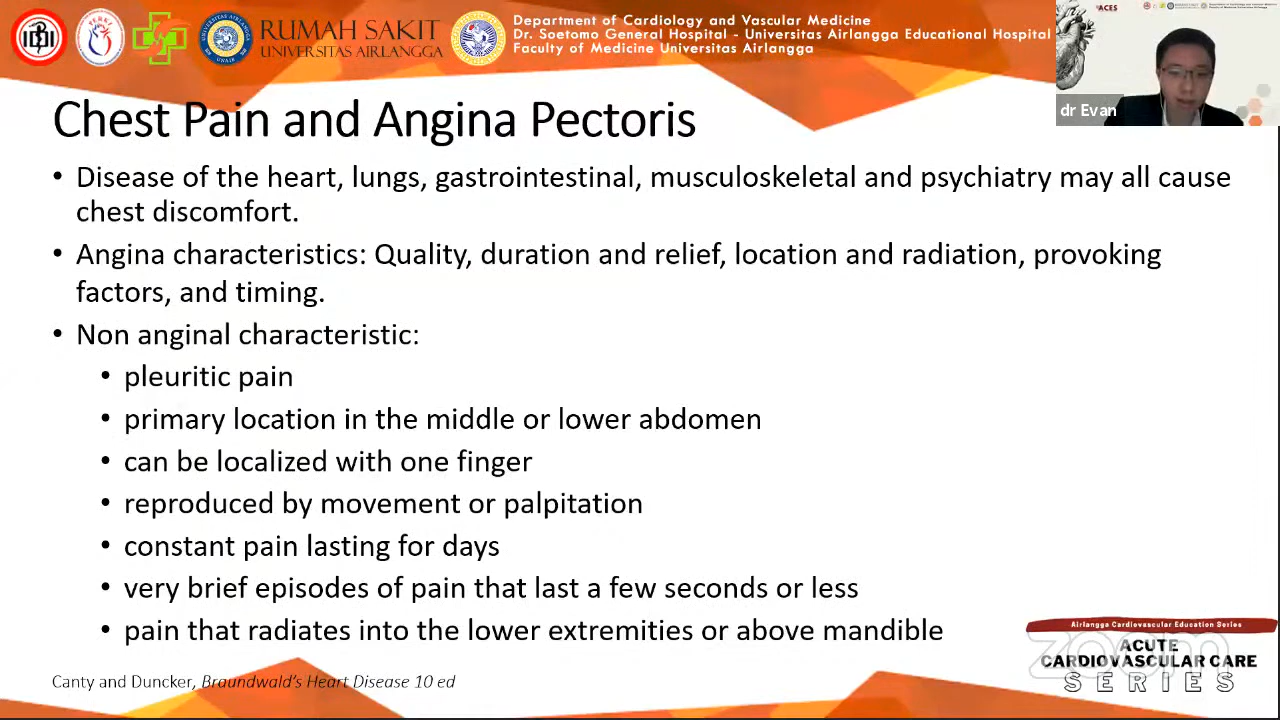 RUMAH SAKIT
UNIVERSITAS AIRLANGGA
Department of Cardiology and Vascular Medicine
Dr. Soetomo General Hospital - Universitas Airlangga Educational Hospital
Faculty of Medicine Universitas Airlangga
ACES
dr Evan
Chest Pain and Angina Pectoris
• Disease of the heart, lungs, gastrointestinal, musculoskeletal and psychiatry may all cause
chest discomfort.
• Angina characteristics: Quality, duration and relief, location and radiation, provoking
factors, and timing.
• Non anginal characteristic:
• pleuritic pain
• primary location in the middle or lower abdomen
• can be localized with one finger
• reproduced by movement or palpitation
• constant pain lasting for days
• very brief episodes of pain that last a few seconds or less
• pain that radiates into the lower extremities or above mandible
Airlangga Cardiovascular Education Series
zoom
ACUTE
CARDIOVASCULAR CARE
SERIES
Canty and Duncker, Braundwald's Heart Disease 10 ed